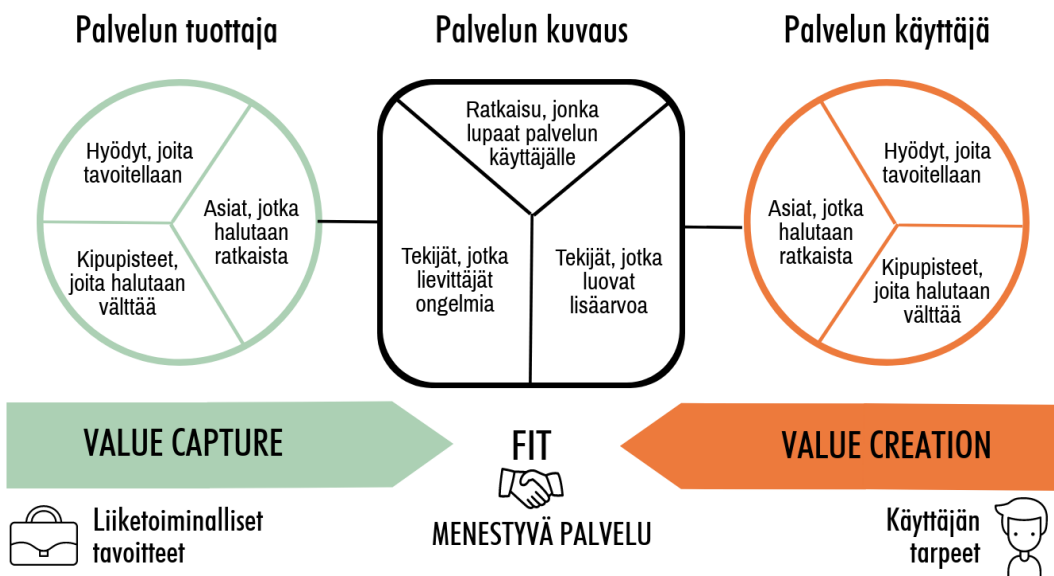 Palvelun tuottaja
Palvelun kuvaus
Palvelun käyttäjä
Hyödyt, joita
tavoitellaan
Asiat, jotka
halutaan
ratkaista
Kipupisteet,
joita halutaan
välttää
Ratkaisu, jonka
lupaat palvelun
käyttäjälle
Tekijät, jotka
lievittäjät
ongelmia
Tekijät, jotka
luovat
lisäarvoa
Asiat, jotka
halutaan
ratkaista
Hyödyt, joita
tavoitellaan
Kipupisteet,
joita halutaan
välttää
VALUE CAPTURE
FIT
VALUE CREATION
Liiketoiminalliset
tavoitteet
MENESTYVÄ PALVELU
Käyttäjän
tarpeet